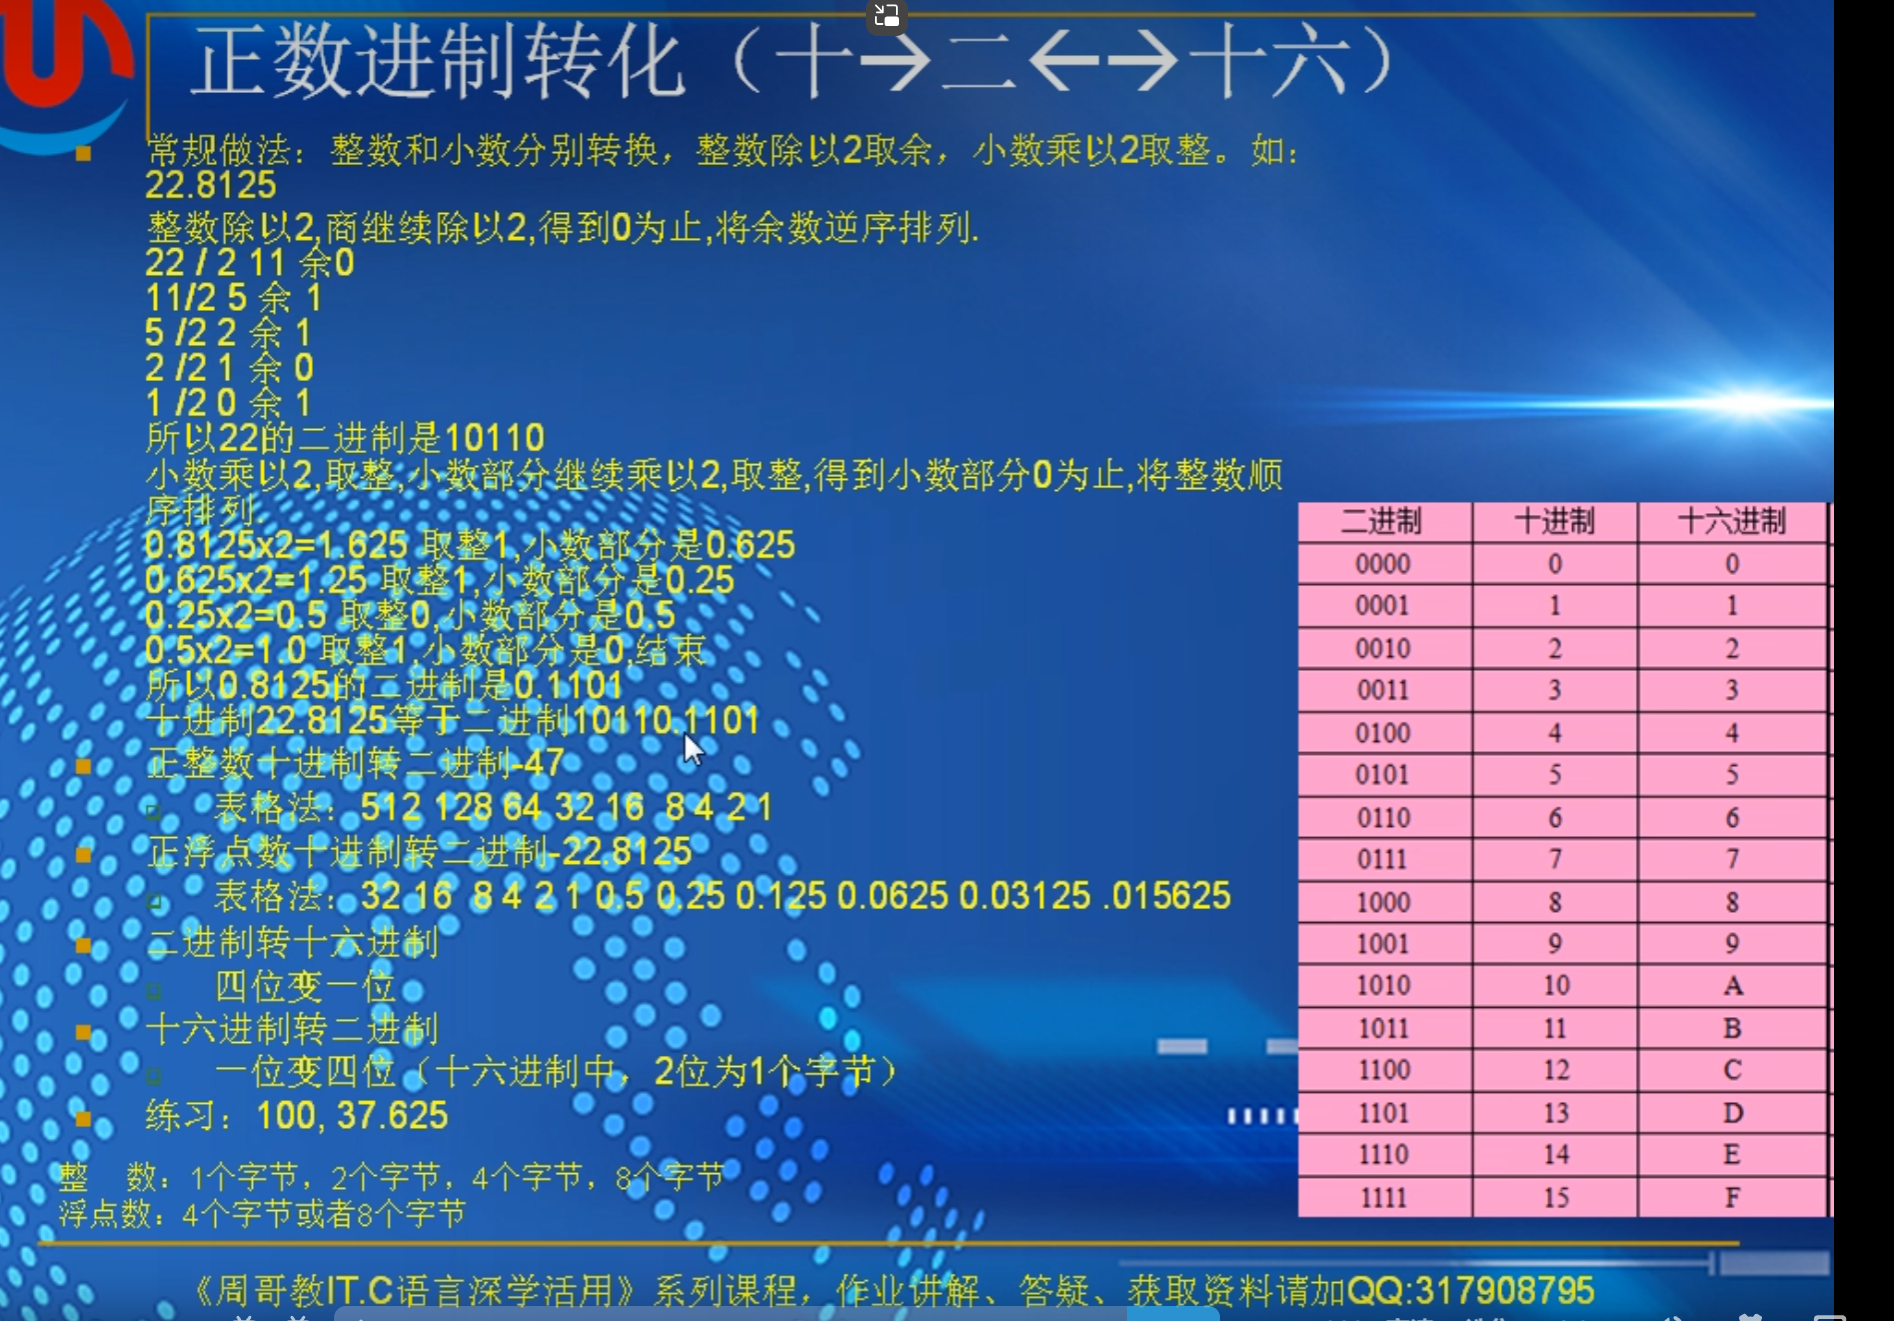 正数进制转化（十→二←→十六）
常规做法：整数和小数分别转换，整数除以2取余，小数乘以2取整。如：
22.8125
整数除以2,商继续除以2,得到0为止,将余数逆序排列.
22 / 2 11 余0
11/2 5 余 1
5 /2 2 余 1
2 /2 1 余 0
1 /2 0 余 1
所以22的二进制是10110
小数乘以2,取整,小数部分继续乘以2,取整,得到小数部分0为止,将整数顺
序排列.
0.8125x2=1.625 取整1,小数部分是0.625
0.625x2=1.25 取整1,小数部分是0.25
0.25x2=0.5 取整0,小数部分是0.5
0.5x2=1.0 取整1,小数部分是0,结束
所以0.8125的二进制是0.1101
十进制22.8125等于二进制10110.1101
正整数十进制转二进制-47
表格法：512 128 64 32 16 8 4 2 1
正浮点数十进制转二进制-22.8125
表格法：32 16 8 4 2 1 0.5 0.25 0.125 0.0625 0.03125 .015625
二进制转十六进制
四位变一位
十六进制转二进制
一位变四位（十六进制中，2位为1个字节）
练习：100, 37.625
整 数：1个字节，2个字节，4个字节，8个字节
浮点数：4个字节或者8个字节
二进制 十进制 十六进制
0000 0 0
0001 1 1
0010 2 2
0011 3 3
0100 4 4
0101 5 5
0110 6 6
0111 7 7
1000 8 8
1001 9 9
1010 10 A
1011 11 B
1100 12 C
1101 13 D
1110 14 E
1111 15 F
《周哥教IT.C语言深学活用》系列课程，作业讲解、答疑、获取资料请加QQ:317908795